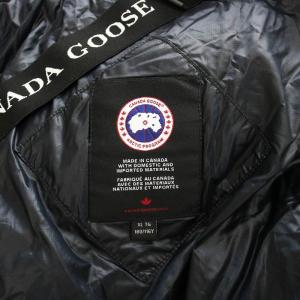 NADA GOOSE
CANADA GOOSE
ARCTIC PROGRAM
MADE IN CANADA
WITH DOMESTIC AND
IMPORTED MATERIALS
FABRIQUÉ AU CANADA
AVEC DES MATERIELS
NATIONAUX ET IMPORTÉS